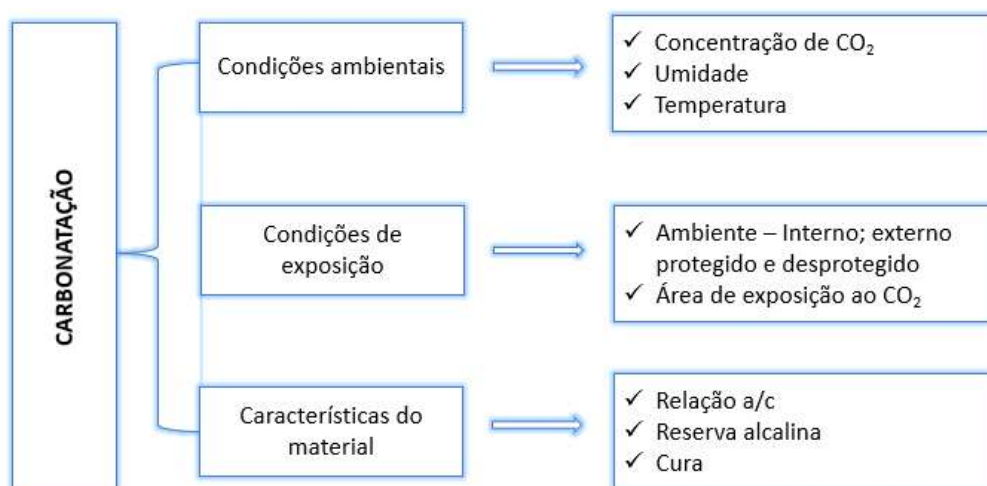 CARBONATAÇÃO
Condições ambientais
✓ Concentração de CO₂
✓ Umidade
✓ Temperatura
Condições de
exposição
✓ Ambiente – Interno; externo
protegido e desprotegido
✓ Área de exposição ao CO₂
Características do
material
✓ Relação a/c
✓ Reserva alcalina
✓ Cura